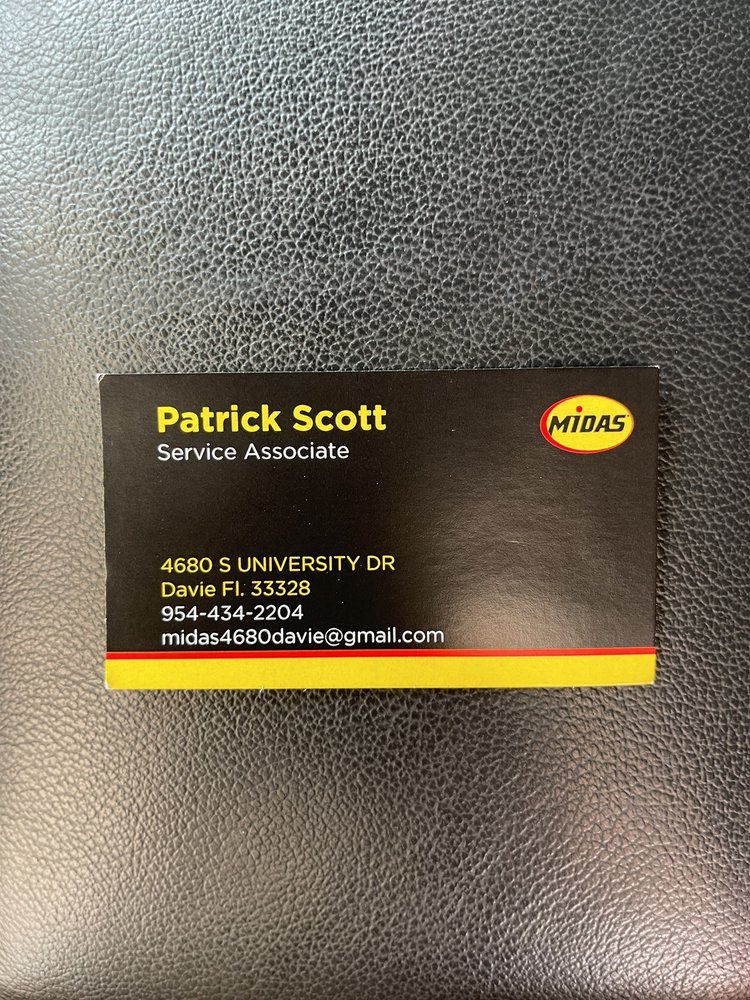 Patrick Scott
Service Associate
MiDAS
4680 S UNIVERSITY DR
Davie Fl. 33328
954-434-2204
midas4680davie@gmail.com